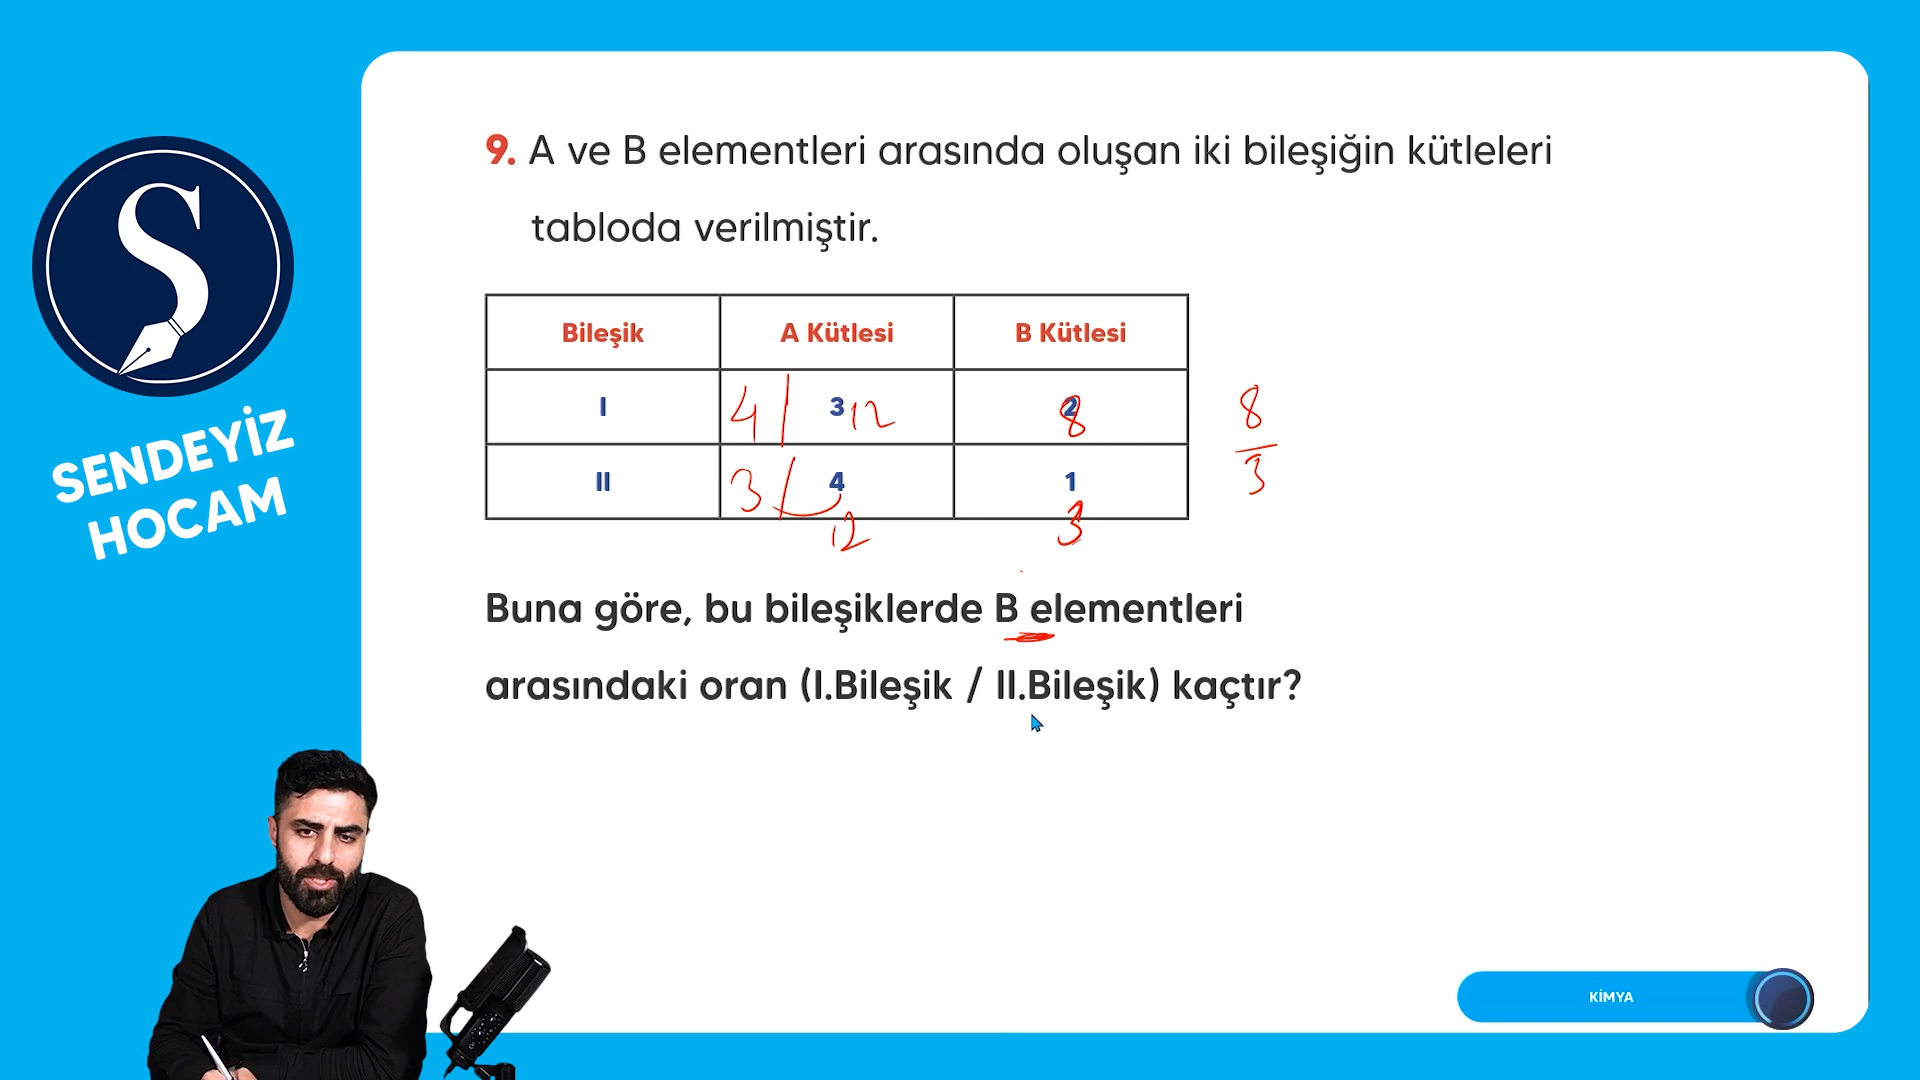 SENDEYİZ
HOCAM
9. A ve B elementleri arasında oluşan iki bileşiğin kütleleri
tabloda verilmiştir.
Bileşik A Kütlesi B Kütlesi
I 4 3 12 2 8
II 3 4 12 1 3
8
3
Buna göre, bu bileşiklerde B elementleri
arasındaki oran (I.Bileşik / II.Bileşik) kaçtır?
KİMYA